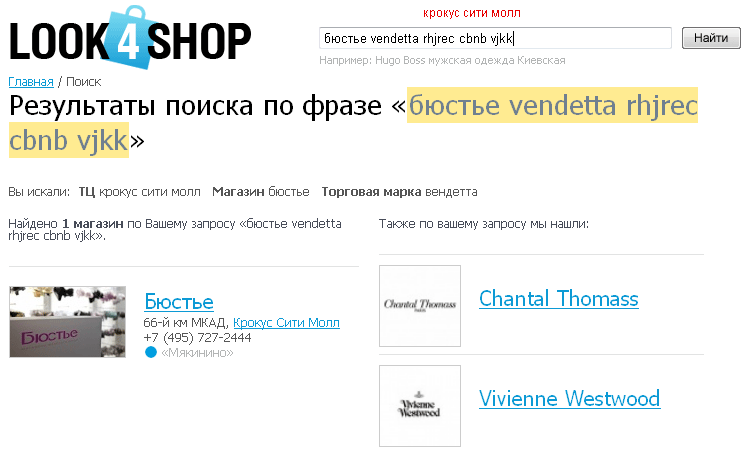 крокус сити молл
LOOK4SHOP
бюстье vendetta rhjrec cbnb vjkk
Найти
Например: Hugo Boss мужская одежда Киевская
Главная / Поиск
Результаты поиска по фразе «бюстье vendetta rhjrec
cbnb vjkk»
Вы искали: ТЦ крокус сити молл Магазин бюстье Торговая марка вендетта
Найдено 1 магазин по Вашему запросу «бюстье vendetta
rhjrec cbnb vjkk».
Бюстье
Бюстье
66-й км МКАД, Крокус Сити Молл
+7 (495) 727-2444
«Мякинино»
Также по вашему запросу мы нашли:
Chantal Thomass
PARIS
Chantal Thomass
Vivienne
Westwood
Vivienne Westwood